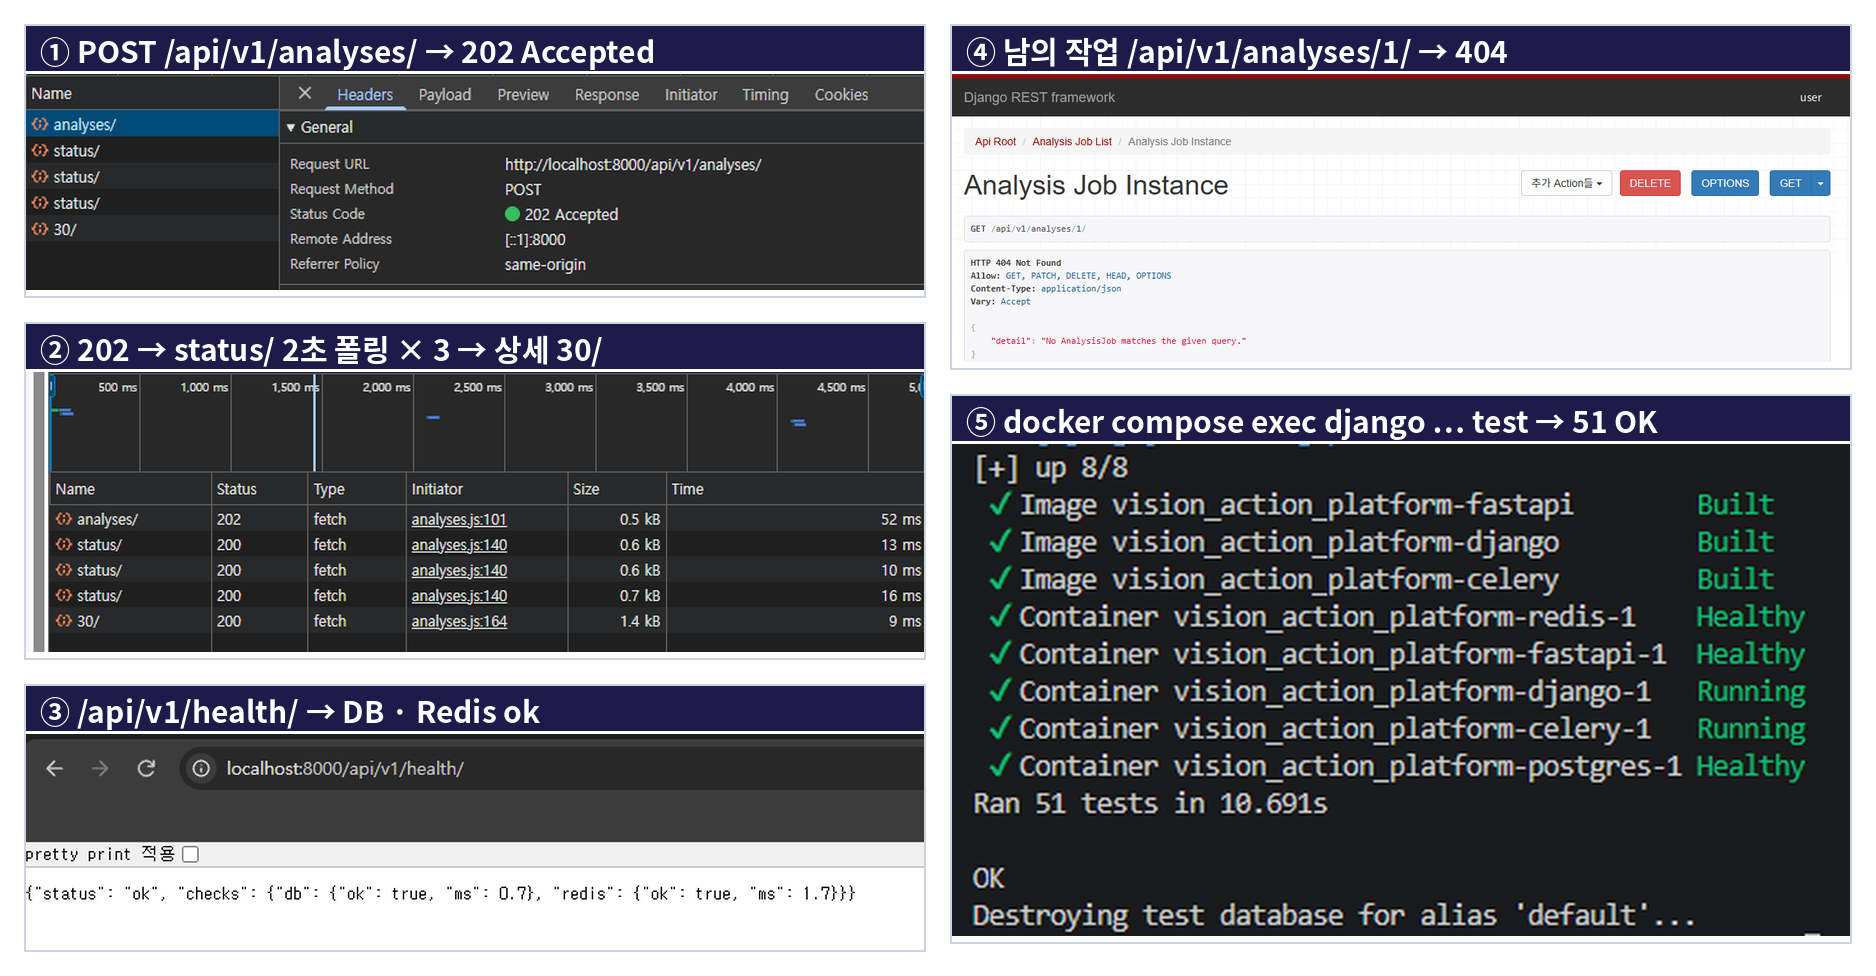 ① POST /api/v1/analyses/ → 202 Accepted
Name
analyses/
status/
status/
status/
30/
Headers Payload Preview Response Initiator Timing Cookies
▼ General
Request URL http://localhost:8000/api/v1/analyses/
Request Method POST
Status Code 202 Accepted
Remote Address [::1]:8000
Referrer Policy same-origin
② 202 → status/ 2초 폴링 × 3 → 상세 30/
500 ms 1,000 ms 1,500 ms 2,000 ms 2,500 ms 3,000 ms 3,500 ms 4,000 ms 4,500 ms 5,0
Name Status Type Initiator Size Time
analyses/ 202 fetch analyses.js:101 0.5 kB 52 ms
status/ 200 fetch analyses.js:140 0.6 kB 13 ms
status/ 200 fetch analyses.js:140 0.6 kB 10 ms
status/ 200 fetch analyses.js:140 0.7 kB 16 ms
30/ 200 fetch analyses.js:164 1.4 kB 9 ms
③ /api/v1/health/ → DB · Redis ok
localhost:8000/api/v1/health/
pretty print 적용
{"status": "ok", "checks": {"db": {"ok": true, "ms": 0.7}, "redis": {"ok": true, "ms": 1.7}}}
④ 남의 작업 /api/v1/analyses/1/ → 404
Django REST framework user
Api Root / Analysis Job List / Analysis Job Instance
Analysis Job Instance
추가 Action들 DELETE OPTIONS GET
GET /api/v1/analyses/1/
HTTP 404 Not Found
Allow: GET, PATCH, DELETE, HEAD, OPTIONS
Content-Type: application/json
Vary: Accept
{
"detail": "No AnalysisJob matches the given query."
}
⑤ docker compose exec django … test → 51 OK
[+] up 8/8
✓ Image vision_action_platform-fastapi Built
✓ Image vision_action_platform-django Built
✓ Image vision_action_platform-celery Built
✓ Container vision_action_platform-redis-1 Healthy
✓ Container vision_action_platform-fastapi-1 Healthy
✓ Container vision_action_platform-django-1 Running
✓ Container vision_action_platform-celery-1 Running
✓ Container vision_action_platform-postgres-1 Healthy
Ran 51 tests in 10.691s
OK
Destroying test database for alias 'default'...